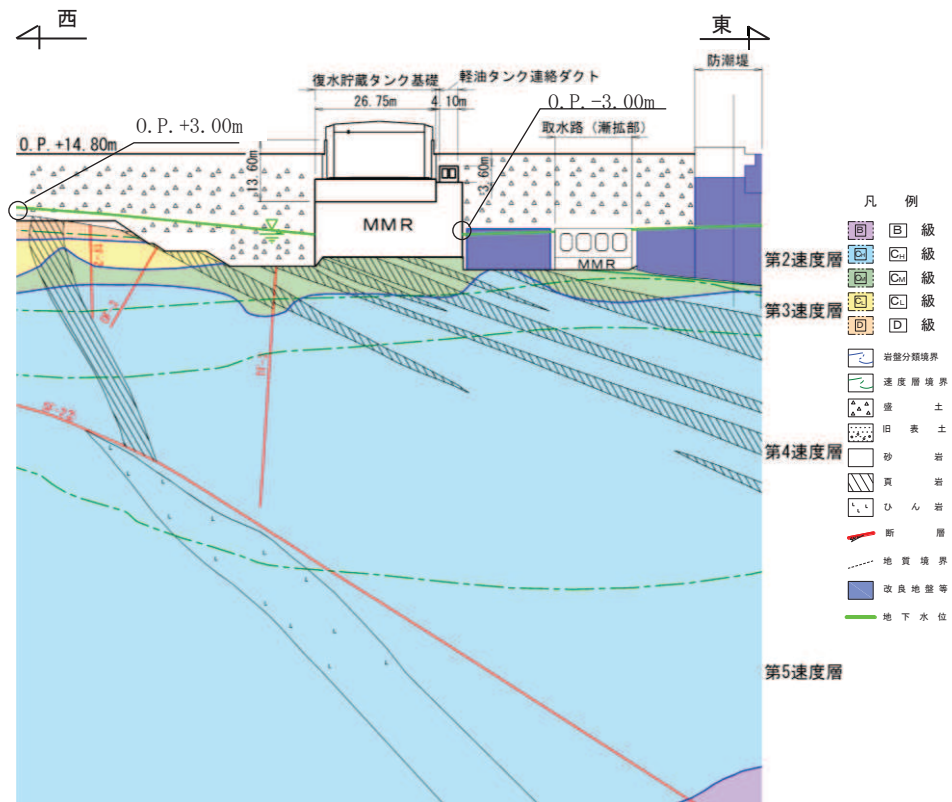 西
東
防潮堤
復水貯蔵タンク基礎
軽油タンク連絡ダクト
26.75m
4
10m
O.P.-3.00m
O.P.+3.00m
取水路（漸拡部）
O.P.+14.80m
13.60m
3.60m
MMR
MMR
第2速度層
第3速度層
第4速度層
第5速度層
SF-2
凡例
B B 級
CH CH 級
CM CM 級
CL CL 級
D D 級
岩盤分類境界
速度層境界
盛土
旧表土
砂岩
頁岩
ひん岩
断層
地質境界
改良地盤等
地下水位